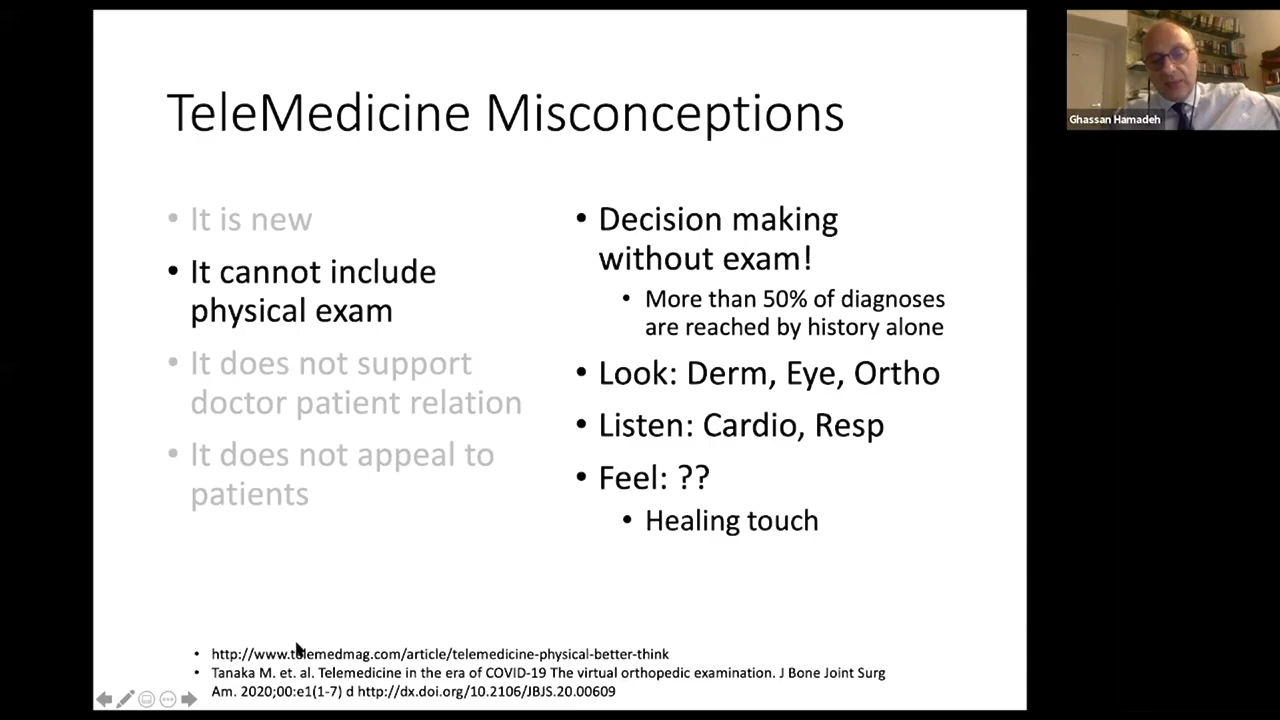 TeleMedicine Misconceptions
• It is new
• It cannot include
physical exam
• It does not support
doctor patient relation
• It does not appeal to
patients
• Decision making
without exam!
• More than 50% of diagnoses
are reached by history alone
• Look: Derm, Eye, Ortho
• Listen: Cardio, Resp
• Feel: ??
• Healing touch
• http://www.telemedmag.com/article/telemedicine-physical-better-think
• Tanaka M. et. al. Telemedicine in the era of COVID-19 The virtual orthopedic examination. J Bone Joint Surg
Am. 2020;00:e1(1-7) d http://dx.doi.org/10.2106/JBJS.20.00609
Ghassan Hamadeh